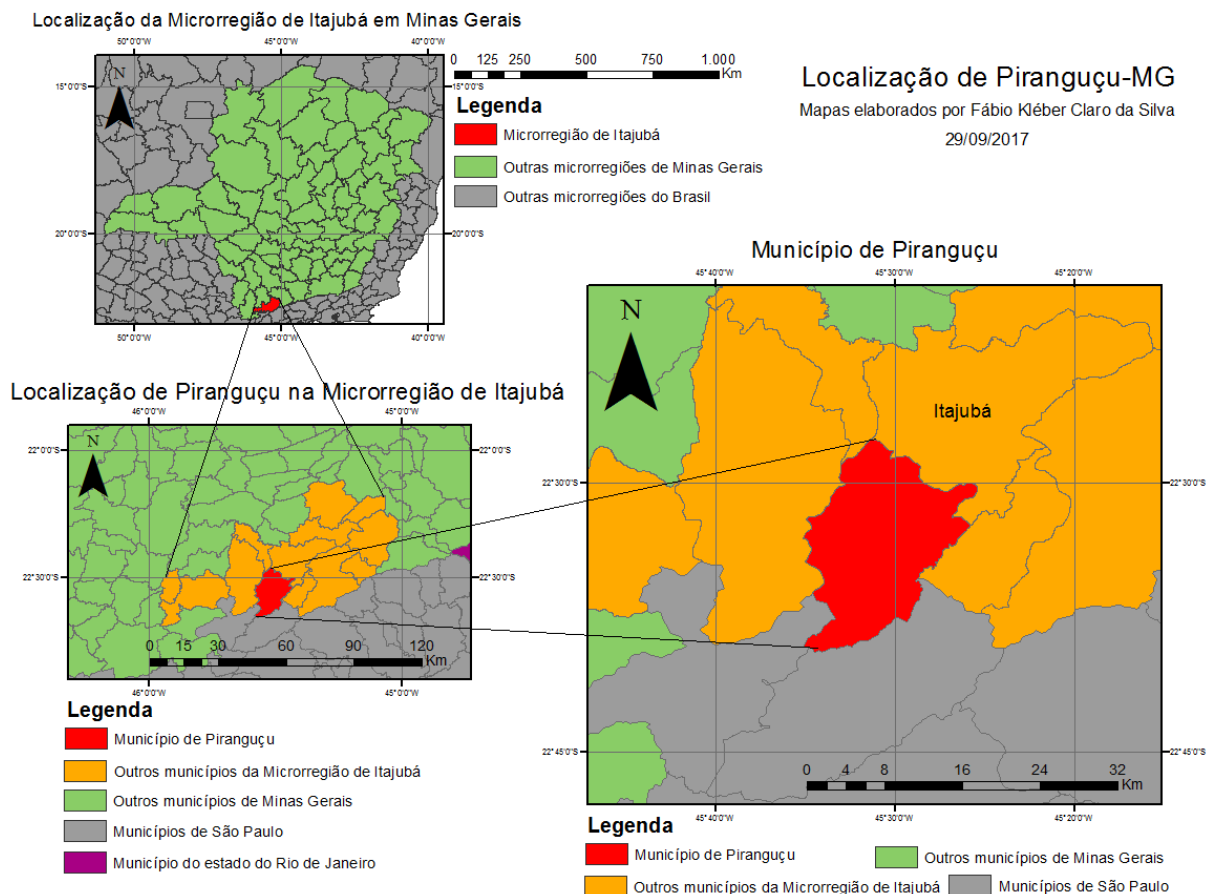 Localização da Microrregião de Itajubá em Minas Gerais
50°0'0"W 45°0'0"W 40°0'0"W
N
15°0'0"S 15°0'0"S
20°0'0"S 20°0'0"S
50°0'0"W 45°0'0"W 40°0'0"W
0 125 250 500 750 1.000
Km
Legenda
Microrregião de Itajubá
Outras microrregiões de Minas Gerais
Outras microrregiões do Brasil
Localização de Piranguçu-MG
Mapas elaborados por Fábio Kléber Claro da Silva
29/09/2017
Localização de Piranguçu na Microrregião de Itajubá
46°0'0"W 45°0'0"W
N
22°0'0"S 22°0'0"S
22°30'0"S 22°30'0"S
0 15 30 60 90 120
Km
46°0'0"W 45°0'0"W
Legenda
Município de Piranguçu
Outros municípios da Microrregião de Itajubá
Outros municípios de Minas Gerais
Municípios de São Paulo
Município do estado do Rio de Janeiro
Município de Piranguçu
45°40'0"W 45°30'0"W 45°20'0"W
N
Itajubá
22°30'0"S 22°30'0"S
22°45'0"S 22°45'0"S
0 4 8 16 24 32
Km
45°40'0"W 45°30'0"W 45°20'0"W
Legenda
Município de Piranguçu
Outros municípios de Minas Gerais
Outros municípios da Microrregião de Itajubá
Municípios de São Paulo